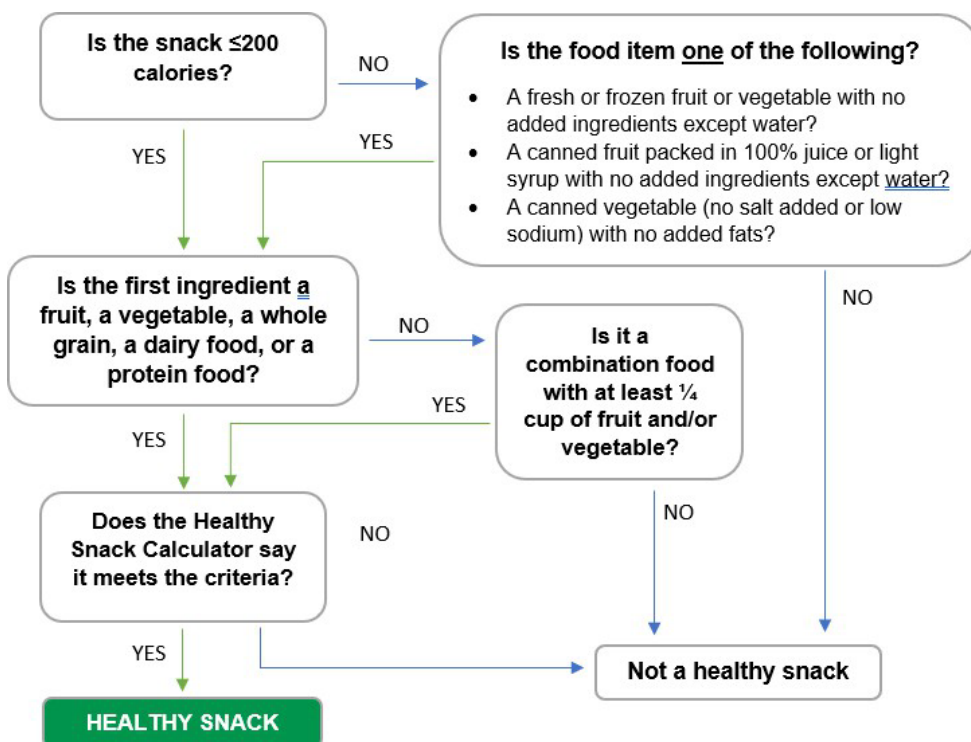 Is the snack ≤200
calories?
NO
Is the food item one of the following?
• A fresh or frozen fruit or vegetable with no
added ingredients except water?
• A canned fruit packed in 100% juice or light
syrup with no added ingredients except water?
• A canned vegetable (no salt added or low
sodium) with no added fats?
YES
YES
Is the first ingredient a
fruit, a vegetable, a whole
grain, a dairy food, or a
protein food?
NO
NO
Is it a
combination food
with at least ¼
cup of fruit and/or
vegetable?
YES
YES
Does the Healthy
Snack Calculator say
it meets the criteria?
NO
NO
YES
Not a healthy snack
HEALTHY SNACK